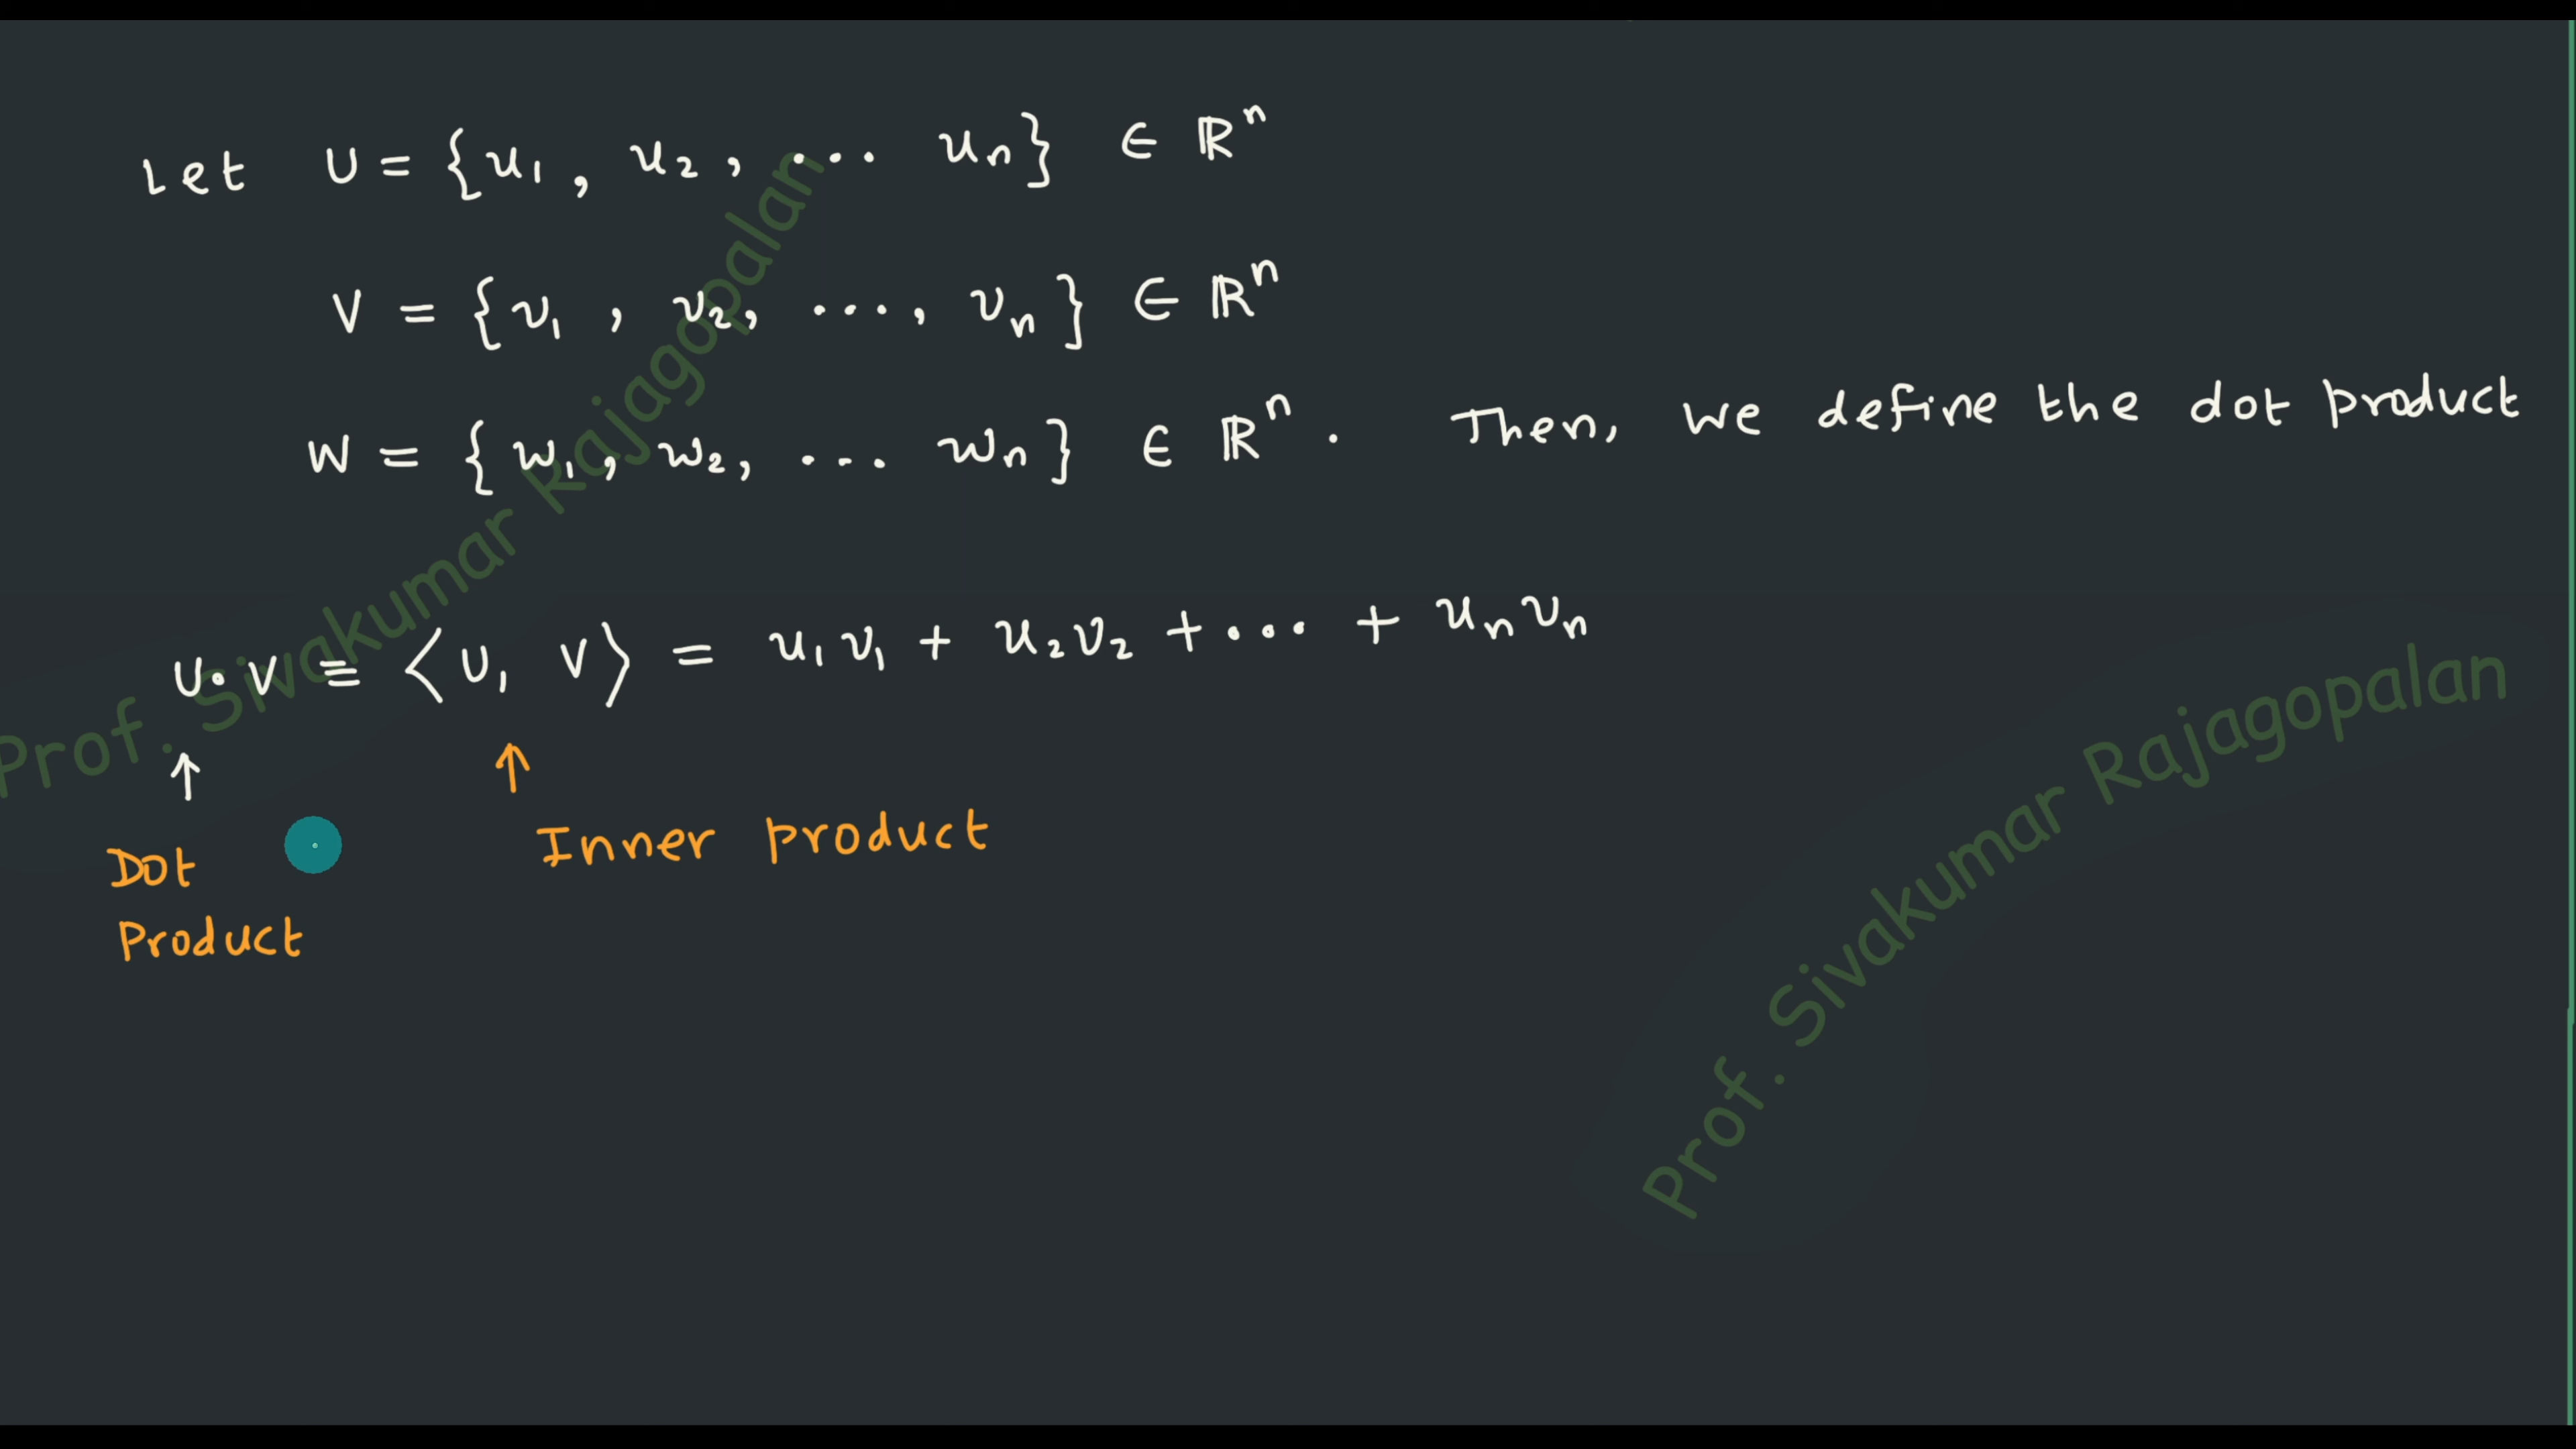 Let U = {u₁, u₂, ... uₙ} ∈ ℝⁿ
V = {v₁, v₂, ..., vₙ} ∈ ℝⁿ
W = {w₁, w₂, ... wₙ} ∈ ℝⁿ. Then, we define the dot product
U·V ≡ ⟨U, V⟩ = u₁v₁ + u₂v₂ + ... + uₙvₙ
↑ ↑
Dot
Product
Inner product
Prof. Sivakumar Rajagopalan
Prof. Sivakumar Rajagopalan